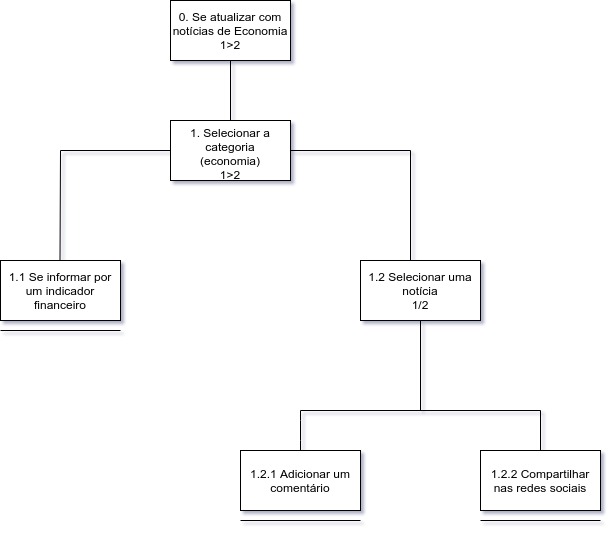 0. Se atualizar com
notícias de Economia
1>2
1. Selecionar a
categoria
(economia)
1>2
1.1 Se informar por
um indicador
financeiro
1.2 Selecionar uma
notícia
1/2
1.2.1 Adicionar um
comentário
1.2.2 Compartilhar
nas redes sociais